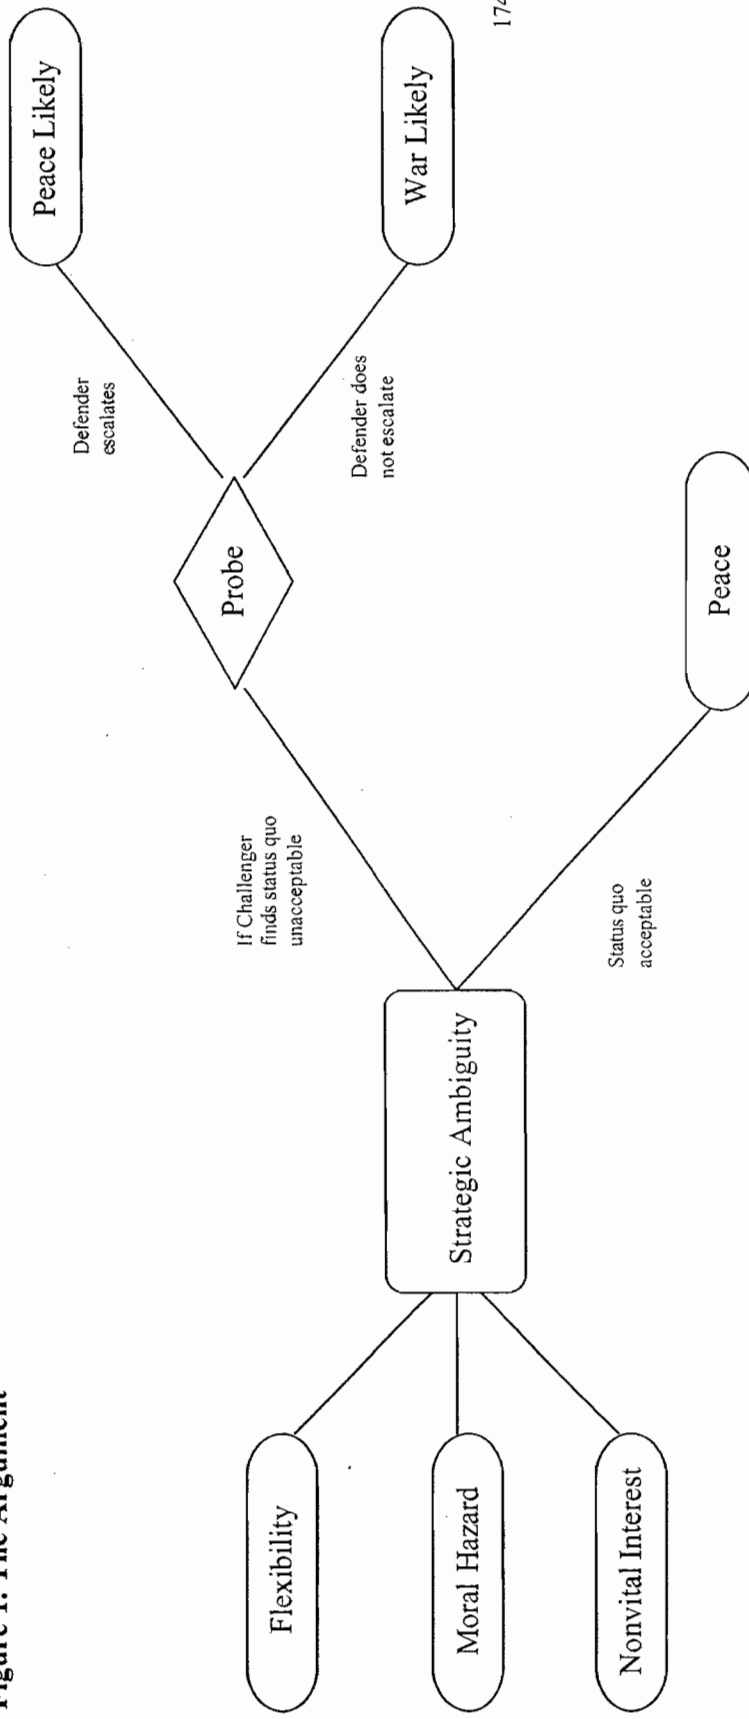 Figure 1: The Argument
Flexibility
Moral Hazard
Nonvital Interest
Strategic Ambiguity
If Challenger
finds status quo
unacceptable
Status quo
acceptable
Probe
Peace
Defender
escalates
Defender does
not escalate
Peace Likely
War Likely
174